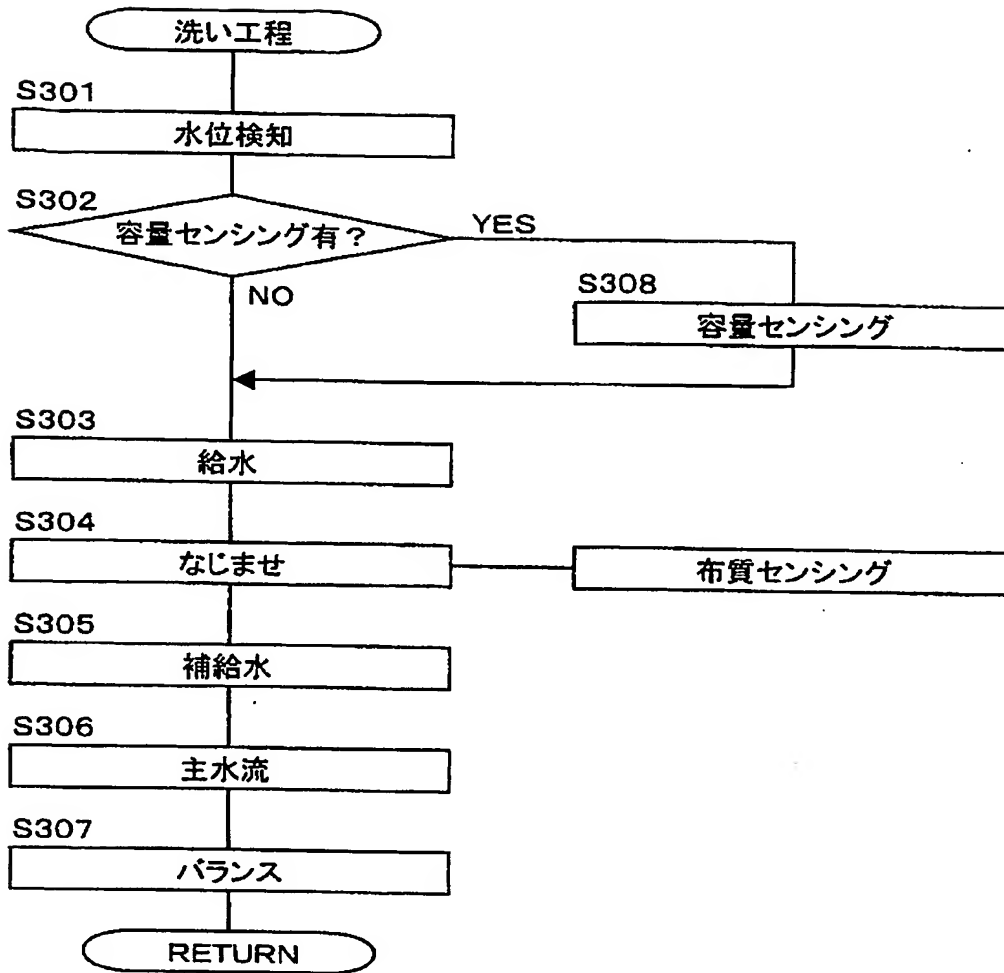 洗い工程
S301
水位検知
S302
容量センシング有？
YES
NO
S308
容量センシング
S303
給水
S304
なじませ
布質センシング
S305
補給水
S306
主水流
S307
バランス
RETURN